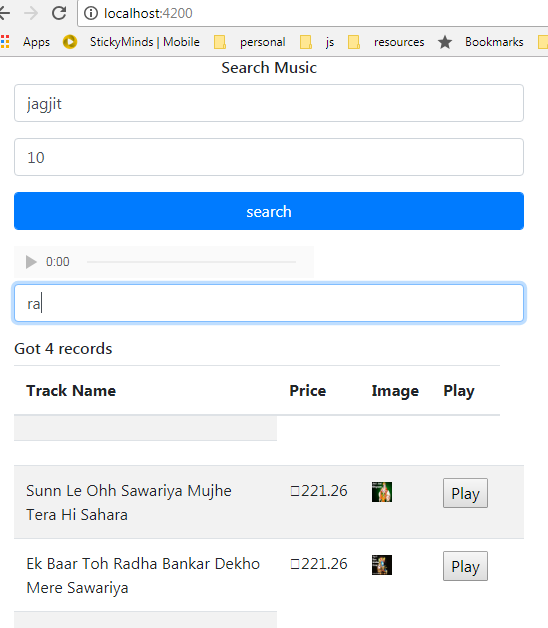 localhost:4200
Apps StickyMinds | Mobile personal js resources Bookmarks
Search Music
jagjit
10
search
0:00
ra
Got 4 records
Track Name Price Image Play
Sunn Le Ohh Sawariya Mujhe
Tera Hi Sahara
221.26
Play
Ek Baar Toh Radha Bankar Dekho
Mere Sawariya
221.26
Play